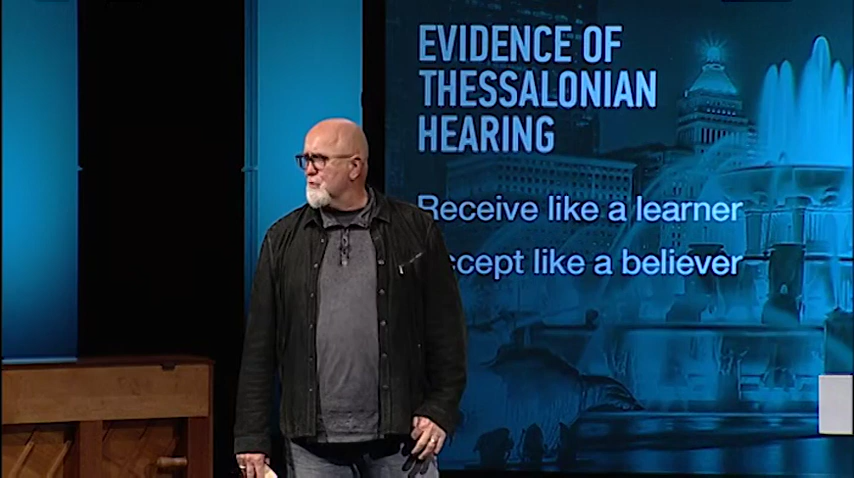 EVIDENCE OF
THESSALONIAN
HEARING
Receive like a learner
ccept like a believer